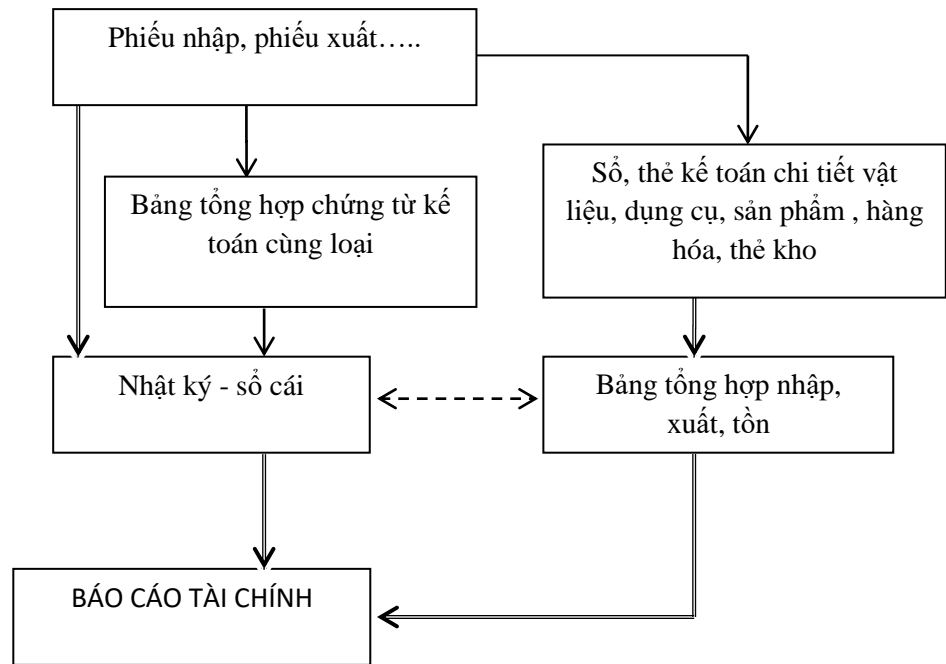 Phiếu nhập, phiếu xuất…..
Bảng tổng hợp chứng từ kế
toán cùng loại
Sổ, thẻ kế toán chi tiết vật
liệu, dụng cụ, sản phẩm , hàng
hóa, thẻ kho
Nhật ký - sổ cái
Bảng tổng hợp nhập,
xuất, tồn
BÁO CÁO TÀI CHÍNH